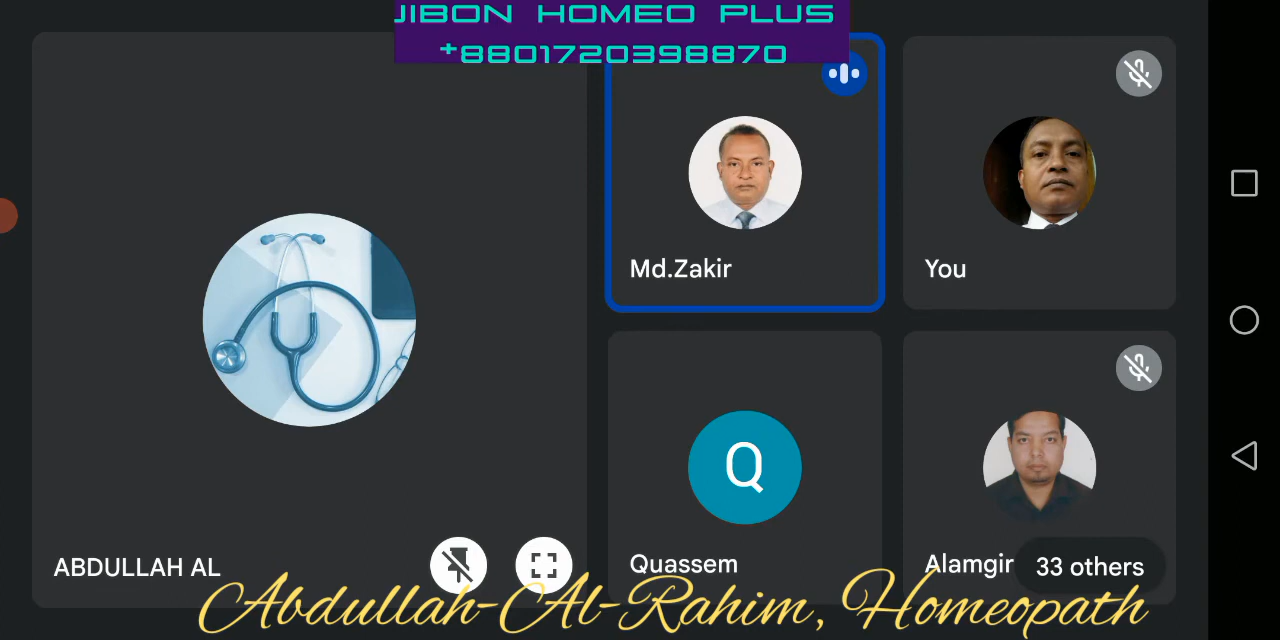 JIBON HOMEO PLUS
+8801720398870
Md.Zakir
You
Q
Quassem
Alamgir
33 others
ABDULLAH AL
Abdullah-Al-Rahim, Homeopath